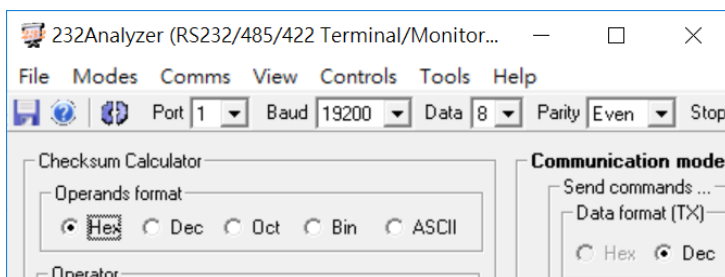 232Analyzer (RS232/485/422 Terminal/Monitor...
File Modes Comms View Controls Tools Help
Port 1 Baud 19200 Data 8 Parity Even Stop
Checksum Calculator
Operands format
Hex Dec Oct Bin ASCII
Operator
Communication mode
Send commands ...
Data format (TX)
Hex Dec